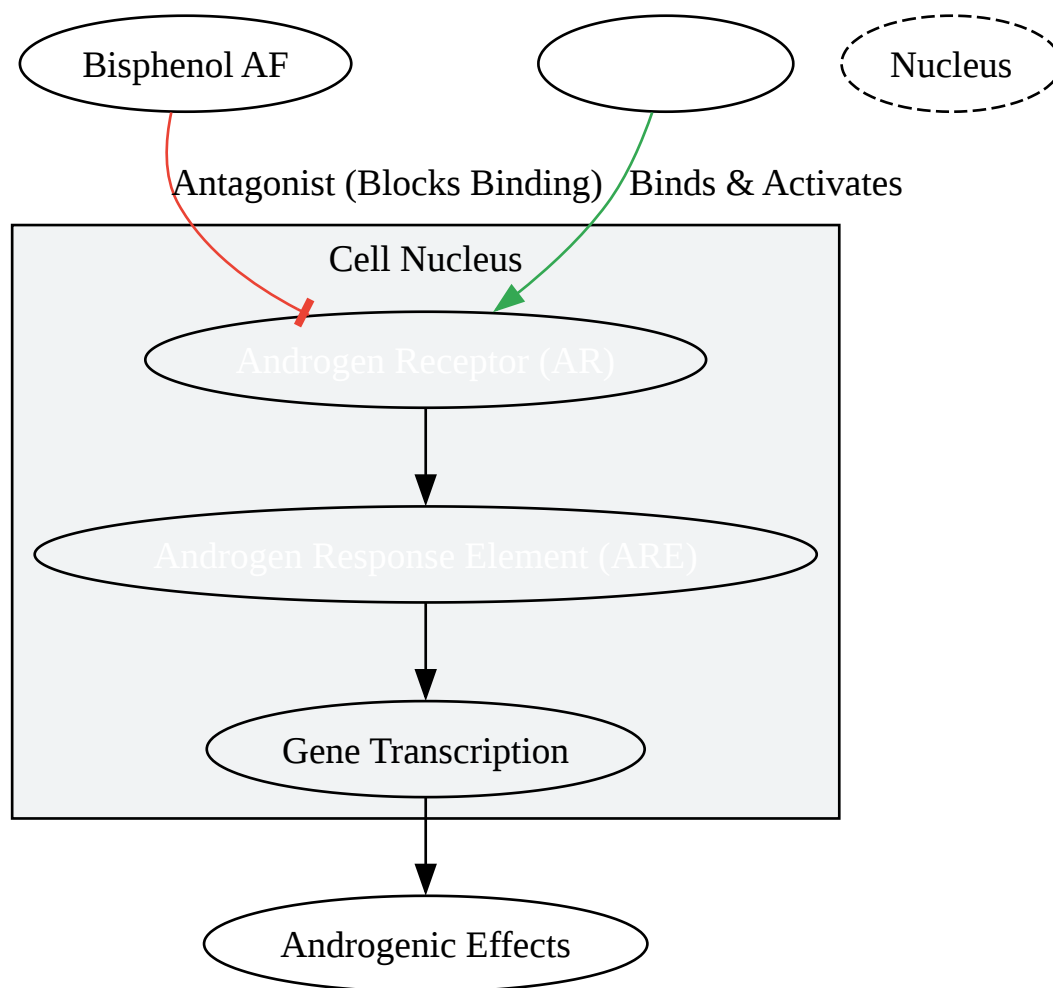 Bisphenol AF
Nucleus
Antagonist (Blocks Binding)
Binds & Activates
Cell Nucleus
Androgen Receptor (AR)
Androgen Response Element (ARE)
Gene Transcription
Androgenic Effects